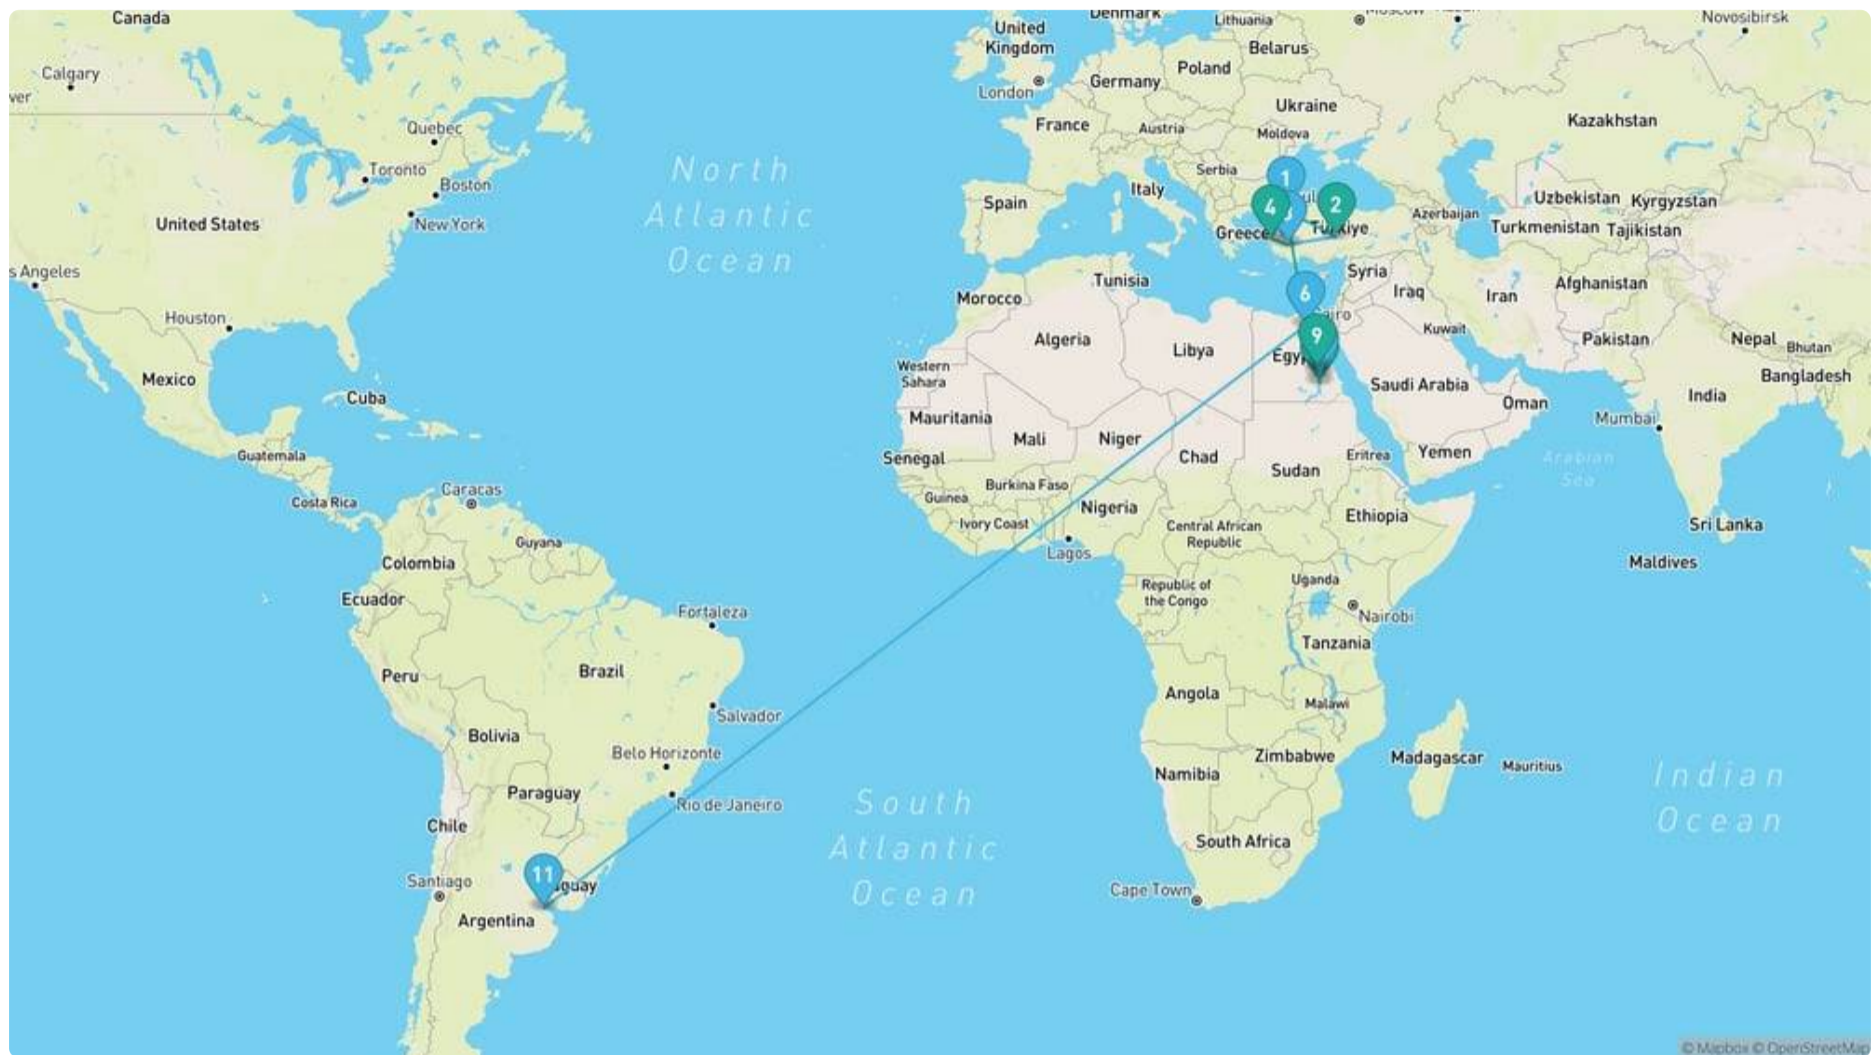 Canada
Calgary
ver
Quebec
Toronto
Boston
New York
United States
s Angeles
Houston
Mexico
Cuba
Guatemala
Costa Rica
Caracas
Guyana
Colombia
Ecuador
Fortaleza
Peru
Brazil
Salvador
Bolivia
Belo Horizonte
Paraguay
Rio de Janeiro
Chile
11
guay
Santiago
Argentina
North
Atlantic
Ocean
South
Atlantic
Ocean
United
Kingdom
London
Denmark
Lithuania
Belarus
Poland
Germany
Ukraine
France
Austria
Moldova
Serbia
Italy
Spain
Greece
1
4
3
2
ul
Türkiye
Novosibirsk
Kazakhstan
Uzbekistan
Kyrgyzstan
Azerbaijan
Turkmenistan
Tajikistan
Syria
Iraq
Iran
Afghanistan
Kuwait
Pakistan
Nepal
Bhutan
Bangladesh
India
Mumbai
Saudi Arabia
Oman
Yemen
Arabian
Sea
Sri Lanka
Maldives
Tunisia
Morocco
Algeria
Libya
6
iro
9
Egy
Western
Sahara
Mauritania
Mali
Niger
Chad
Sudan
Eritrea
Senegal
Burkina Faso
Guinea
Ivory Coast
Nigeria
Lagos
Central African
Republic
Ethiopia
Republic of
the Congo
Uganda
Nairobi
Tanzania
Angola
Malawi
Zimbabwe
Namibia
Madagascar
Mauritius
South Africa
Cape Town
Indian
Ocean
© Mapbox © OpenStreetMap